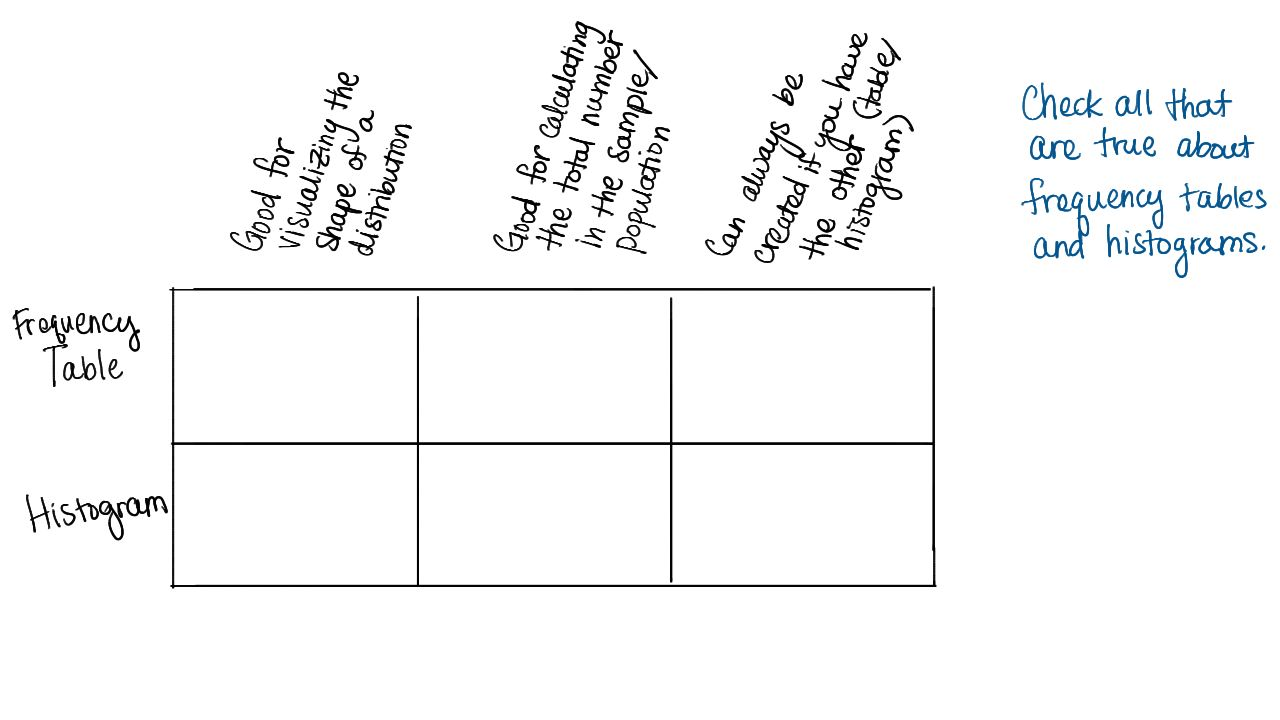 Good for
visualizing the
shape of a
distribution
Good for calculating
the total number
in the sample/
population
Can always be
created if you have
the other (table/
histogram)
Check all that
are true about
frequency tables
and histograms.
Frequency
Table
Histogram